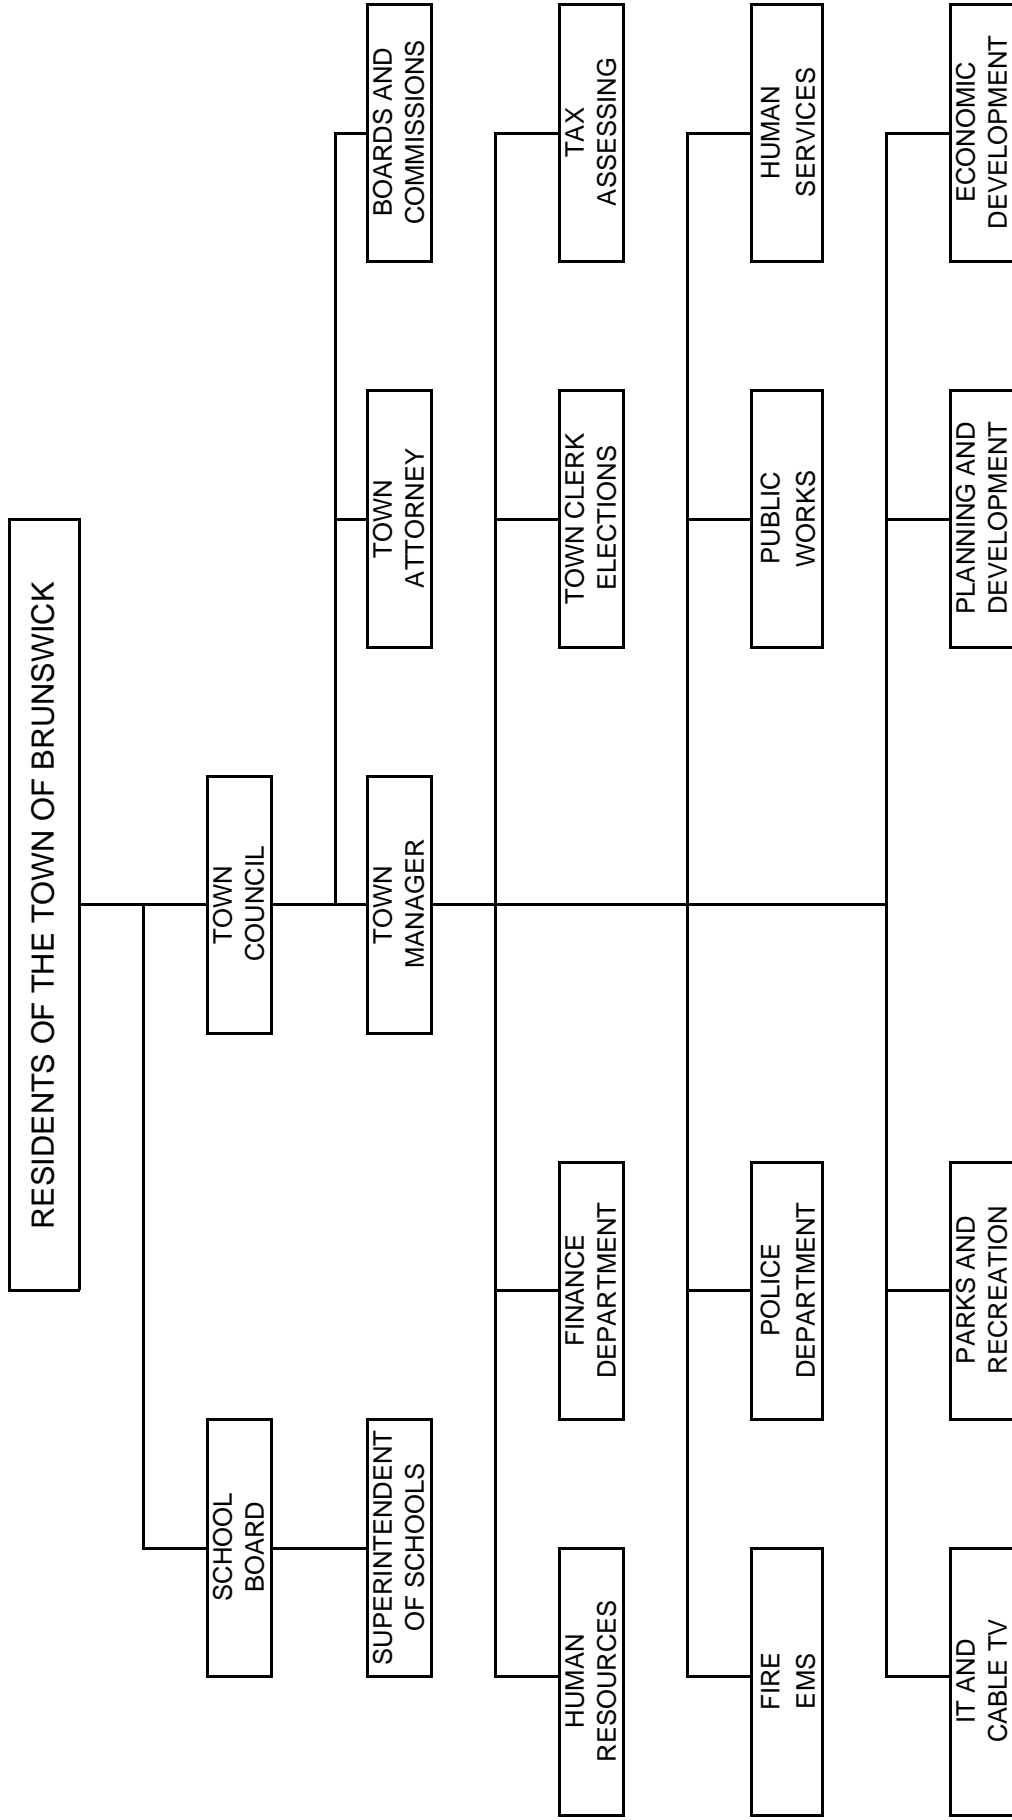 RESIDENTS OF THE TOWN OF BRUNSWICK
SCHOOL
BOARD
TOWN
COUNCIL
SUPERINTENDENT
OF SCHOOLS
TOWN
MANAGER
TOWN
ATTORNEY
BOARDS AND
COMMISSIONS
HUMAN
RESOURCES
FINANCE
DEPARTMENT
TOWN CLERK
ELECTIONS
TAX
ASSESSING
FIRE
EMS
POLICE
DEPARTMENT
PUBLIC
WORKS
HUMAN
SERVICES
IT AND
CABLE TV
PARKS AND
RECREATION
PLANNING AND
DEVELOPMENT
ECONOMIC
DEVELOPMENT